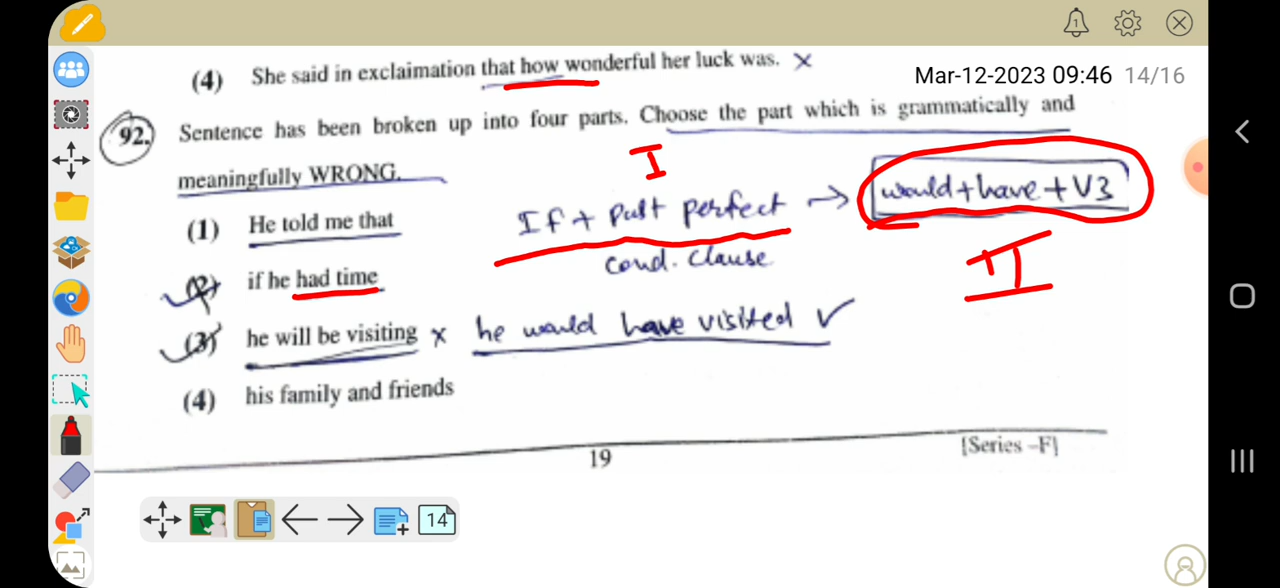 (4) She said in exclaimation that how wonderful her luck was. x
Mar-12-2023 09:46 14/16
92. Sentence has been broken up into four parts. Choose the part which is grammatically and
meaningfully WRONG.
I
(1) He told me that
If + Past perfect → would + have + V3
cond. clause
II
(2) if he had time
(3) he will be visiting x he would have visited ✓
(4) his family and friends
19
[Series –F]
14
1